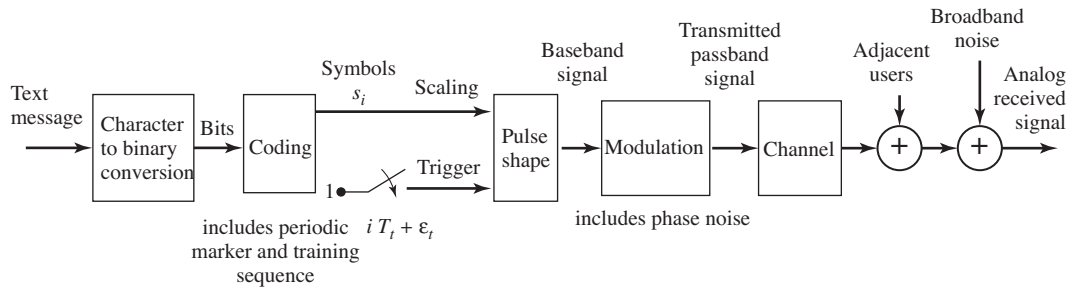 Text
message
Character
to binary
conversion
Bits
Coding
includes periodic
marker and training
sequence
Symbols
s_i
Scaling
1
i T_t + ε_t
Trigger
Pulse
shape
Baseband
signal
Modulation
includes phase noise
Transmitted
passband
signal
Channel
Adjacent
users
+
Broadband
noise
+
Analog
received
signal